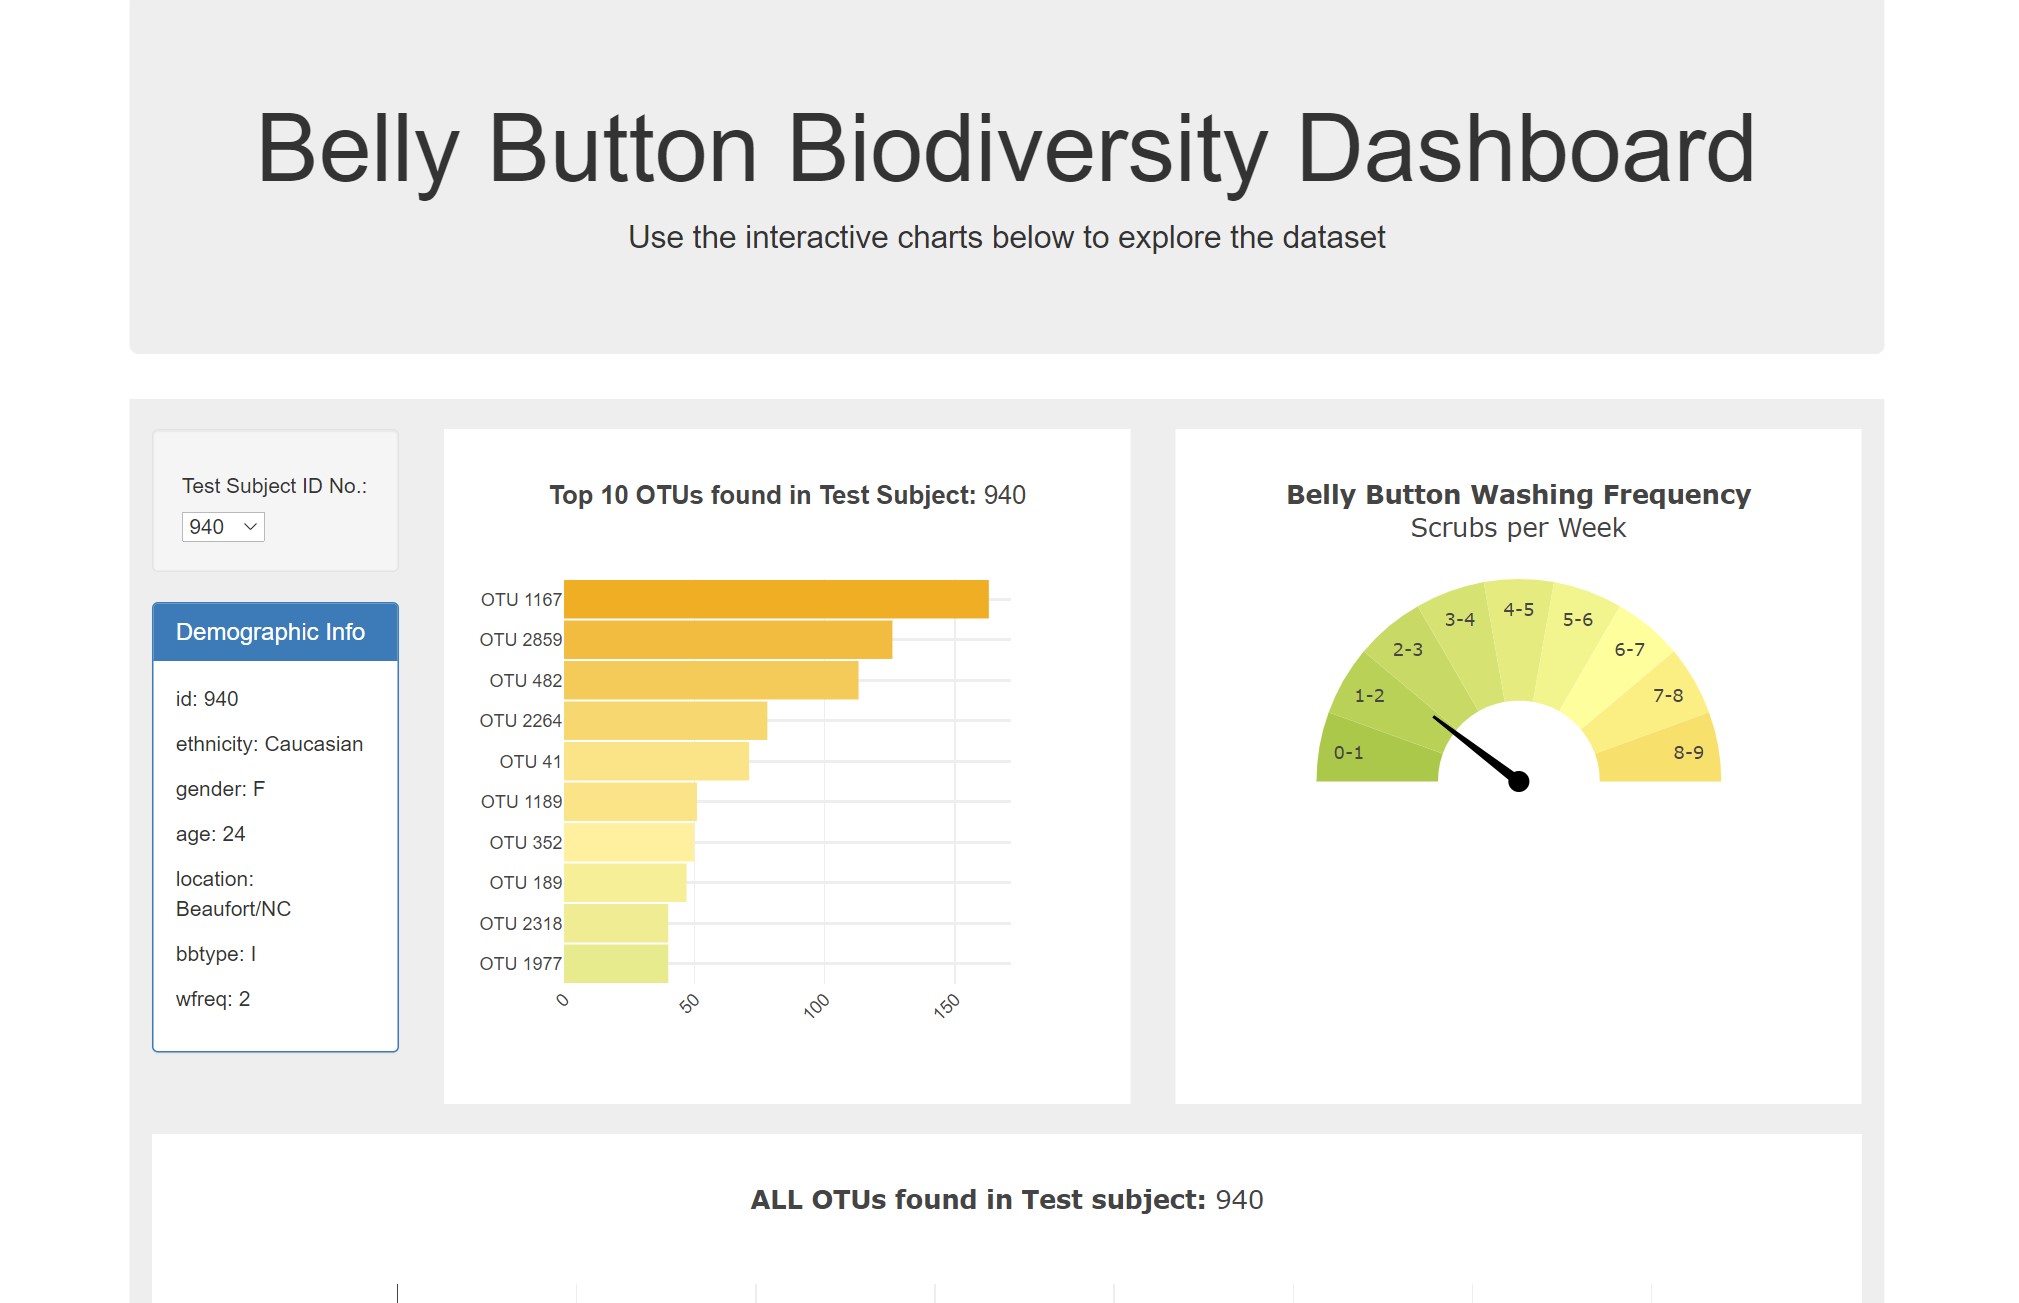 Belly Button Biodiversity Dashboard
Use the interactive charts below to explore the dataset
Test Subject ID No.:
940
Demographic Info
id: 940
ethnicity: Caucasian
gender: F
age: 24
location:
Beaufort/NC
bbtype: I
wfreq: 2
Top 10 OTUs found in Test Subject: 940
OTU 1167
OTU 2859
OTU 482
OTU 2264
OTU 41
OTU 1189
OTU 352
OTU 189
OTU 2318
OTU 1977
0
50
100
150
Belly Button Washing Frequency
Scrubs per Week
0-1
1-2
2-3
3-4
4-5
5-6
6-7
7-8
8-9
ALL OTUs found in Test subject: 940